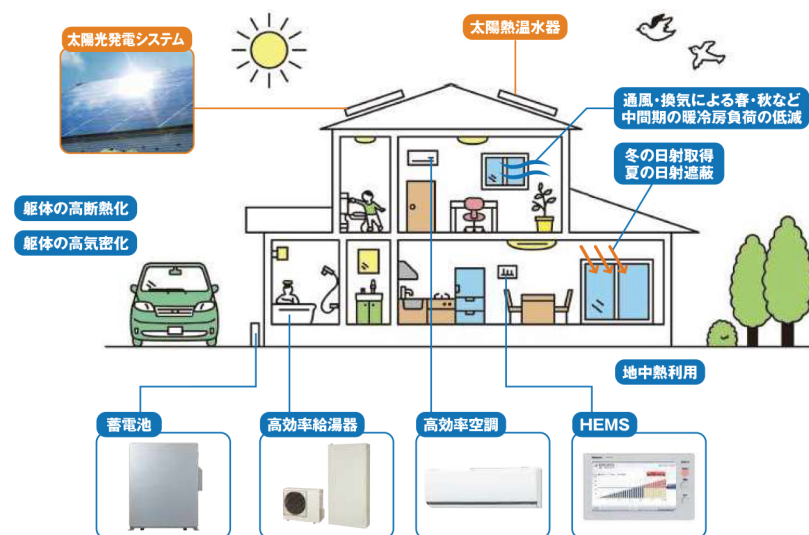 太陽光発電システム
太陽熱温水器
通風・換気による春・秋など
中間期の暖冷房負荷の低減
冬の日射取得
夏の日射遮蔽
躯体の高断熱化
躯体の高気密化
地中熱利用
蓄電池
高効率給湯器
高効率空調
HEMS